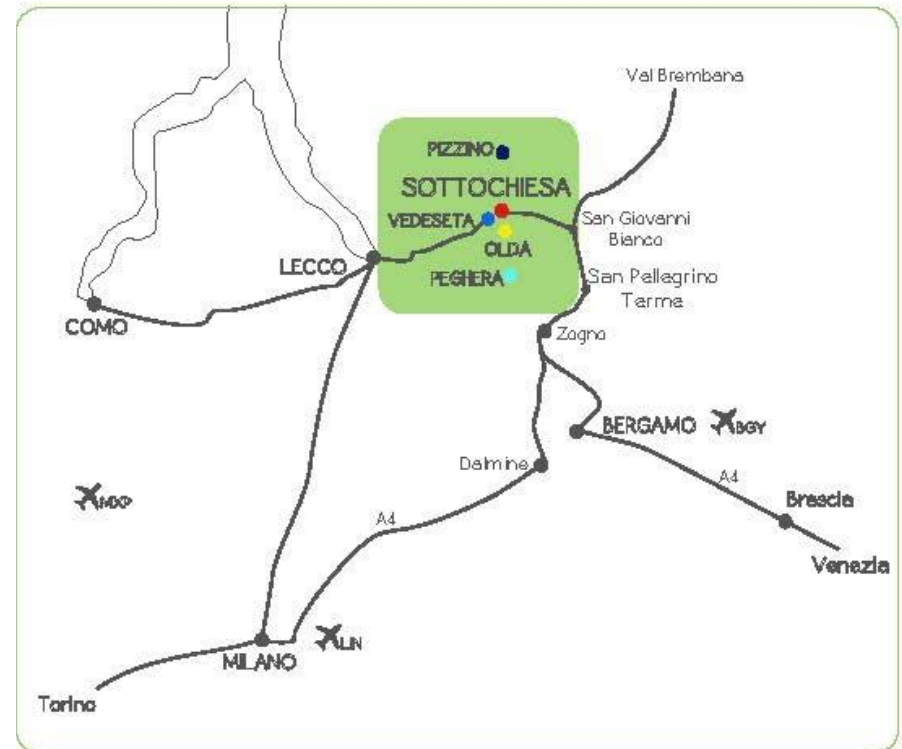 Val Brembana
PIZZINO
SOTTOCHIESA
VEDESETA
San Giovanni
Bianco
OLDA
LECCO
PEGHERA
San Pellegrino
Terme
COMO
Zogno
BERGAMO
BGY
Dalmine
A4
MXP
Brescia
A4
Venezia
LIN
MILANO
Torino